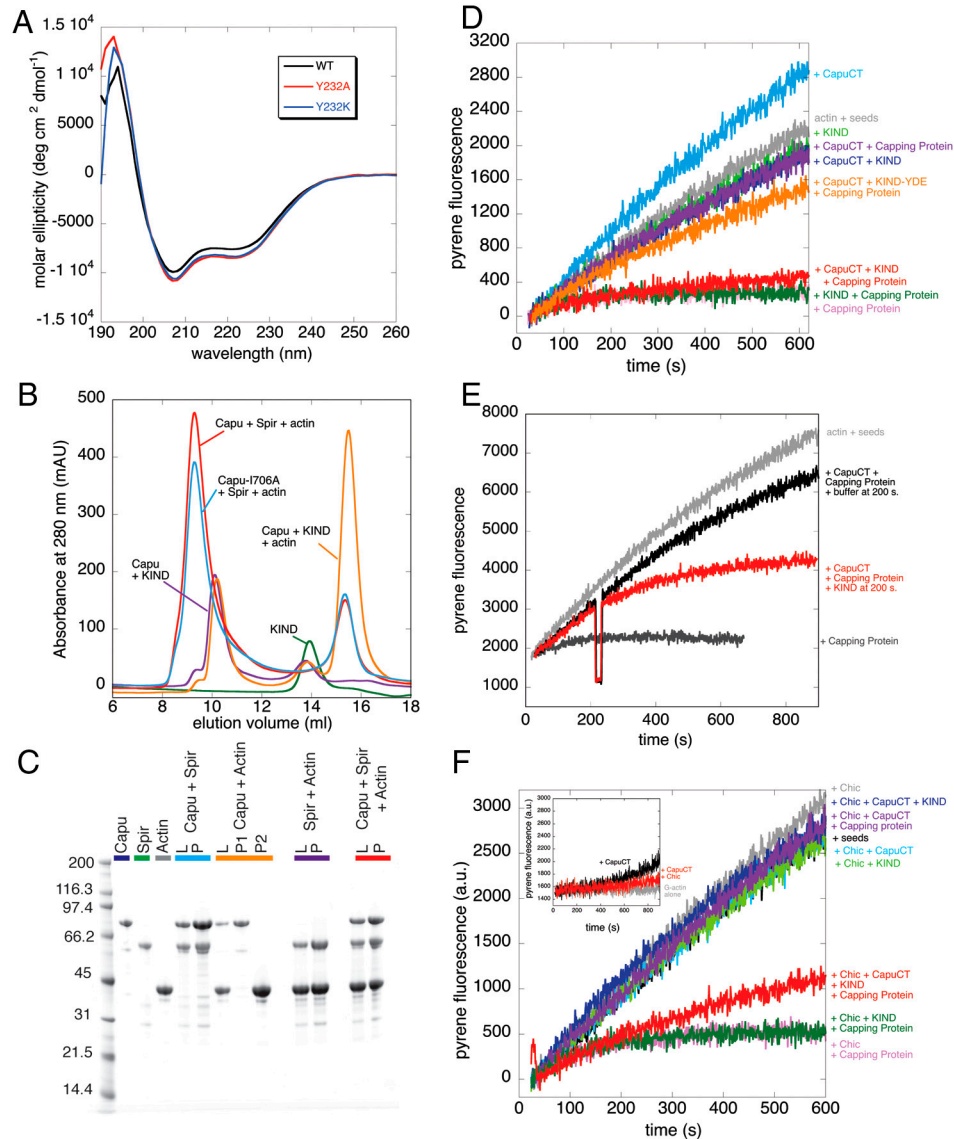 A
1.5 10⁴
1 10⁴
5000
0
-5000
-1 10⁴
-1.5 10⁴
molar ellipticity (deg cm² dmol⁻¹)
WT
Y232A
Y232K
190 200 210 220 230 240 250 260
wavelength (nm)
B
500
400
300
200
100
0
Absorbance at 280 nm (mAU)
Capu + Spir + actin
Capu-I706A
+ Spir + actin
Capu + KIND
+ actin
Capu
+ KIND
KIND
6 8 10 12 14 16 18
elution volume (ml)
C
Capu
Spir
Actin
Capu + Spir
Capu + Actin
Spir + Actin
Capu + Spir
+ Actin
L P L P1 P2 L P L P
200
116.3
97.4
66.2
45
31
21.5
14.4
D
3200
2800
2400
2000
1600
1200
800
400
0
pyrene fluorescence
+ CapuCT
actin + seeds
+ KIND
+ CapuCT + Capping Protein
+ CapuCT + KIND
+ CapuCT + KIND-YDE
+ Capping Protein
+ CapuCT + KIND
+ Capping Protein
+ KIND + Capping Protein
+ Capping Protein
0 100 200 300 400 500 600
time (s)
E
8000
7000
6000
5000
4000
3000
2000
1000
pyrene fluorescence
actin + seeds
+ CapuCT +
Capping Protein
+ buffer at 200 s.
+ CapuCT
+ Capping Protein
+ KIND at 200 s.
+ Capping Protein
0 200 400 600 800
time (s)
F
3000
2500
2000
1500
1000
500
0
pyrene fluorescence (a.u.)
3000
2800
2600
2400
2200
2000
1800
1600
1400
pyrene fluorescence (a.u.)
+ CapuCT
+ CapuCT
+ Chic
G-actin
alone
0 200 400 600 800
time (s)
+ Chic
+ Chic + CapuCT + KIND
+ Chic + CapuCT
+ Capping protein
+ seeds
+ Chic + CapuCT
+ Chic + KIND
+ Chic + CapuCT
+ KIND
+ Capping Protein
+ Chic + KIND
+ Capping Protein
+ Chic
+ Capping Protein
0 100 200 300 400 500 600
time (s)